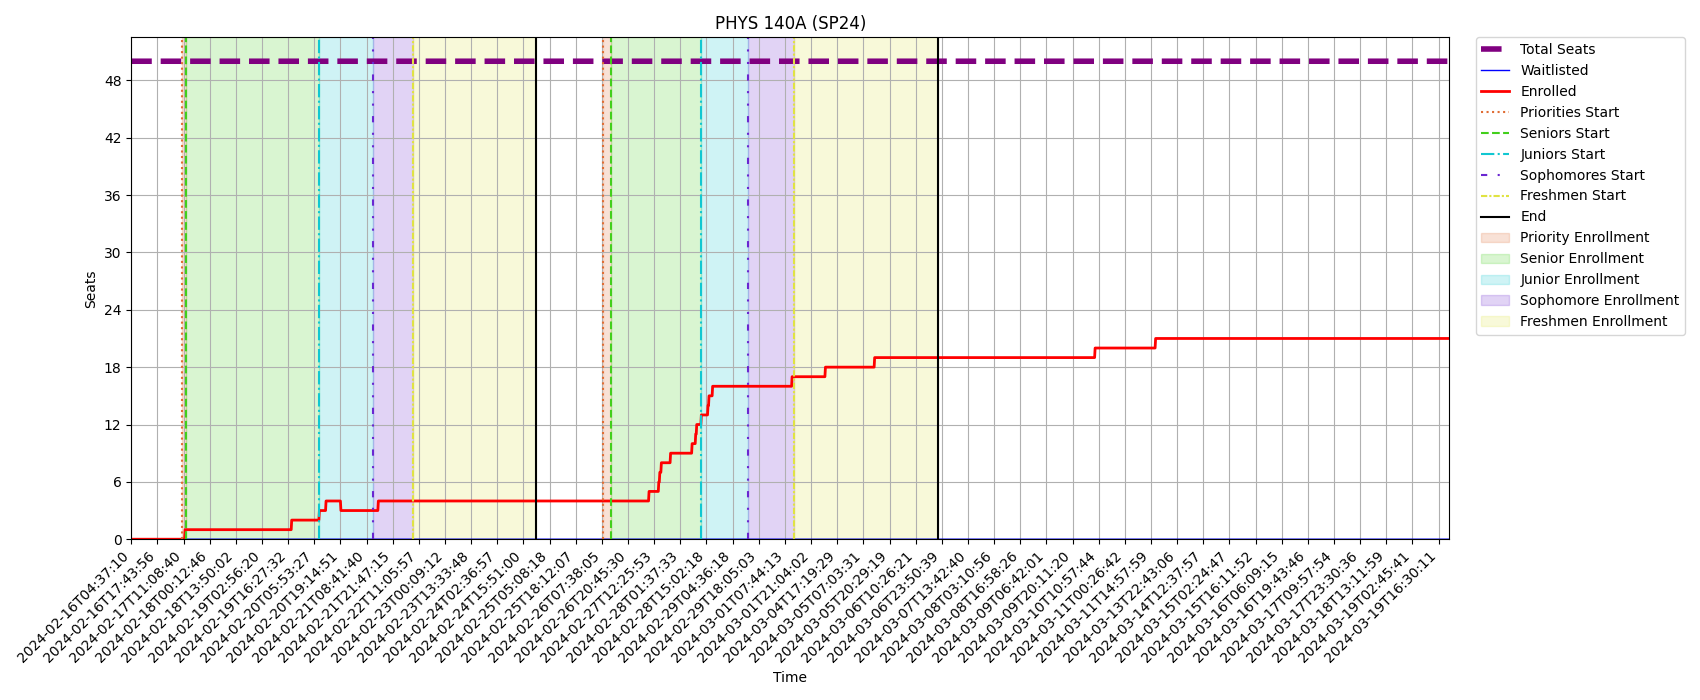 PHYS 140A (SP24)
Seats
48
42
36
30
24
18
12
6
0
2024-02-16T04:37:10
2024-02-16T17:43:56
2024-02-17T11:08:40
2024-02-18T00:12:46
2024-02-18T13:50:02
2024-02-19T02:56:20
2024-02-19T16:27:32
2024-02-20T05:53:27
2024-02-20T19:14:51
2024-02-21T08:41:40
2024-02-21T21:47:15
2024-02-22T11:05:57
2024-02-23T00:09:12
2024-02-23T13:35:48
2024-02-24T02:36:57
2024-02-24T15:51:00
2024-02-25T05:08:18
2024-02-25T18:12:07
2024-02-26T07:38:05
2024-02-26T20:45:30
2024-02-27T12:25:53
2024-02-28T01:37:33
2024-02-28T15:02:18
2024-02-29T04:36:18
2024-02-29T18:05:03
2024-03-01T07:44:13
2024-03-01T21:04:02
2024-03-04T17:19:29
2024-03-05T07:03:31
2024-03-05T20:29:19
2024-03-06T10:26:21
2024-03-06T23:50:39
2024-03-07T13:42:40
2024-03-08T03:10:56
2024-03-08T16:58:26
2024-03-09T06:42:01
2024-03-09T20:11:20
2024-03-10T10:57:44
2024-03-11T00:26:42
2024-03-11T14:57:59
2024-03-13T22:43:06
2024-03-14T12:37:57
2024-03-15T02:24:47
2024-03-15T16:11:52
2024-03-16T06:09:15
2024-03-16T19:43:46
2024-03-17T09:57:54
2024-03-17T23:30:36
2024-03-18T13:11:59
2024-03-19T02:45:41
2024-03-19T16:30:11
Time
Total Seats
Waitlisted
Enrolled
Priorities Start
Seniors Start
Juniors Start
Sophomores Start
Freshmen Start
End
Priority Enrollment
Senior Enrollment
Junior Enrollment
Sophomore Enrollment
Freshmen Enrollment